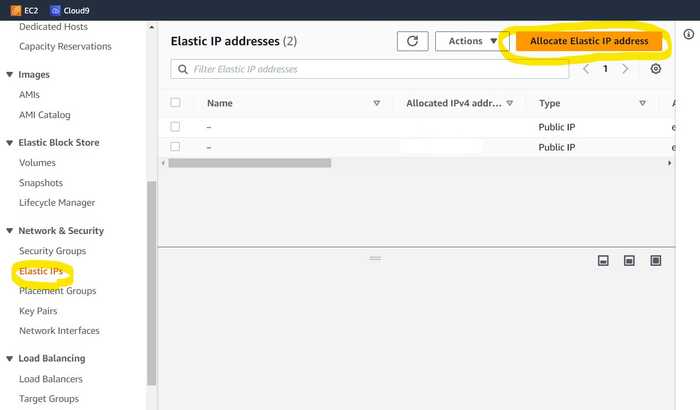 EC2 Cloud9
Dedicated Hosts
Capacity Reservations
Images
AMIs
AMI Catalog
Elastic Block Store
Volumes
Snapshots
Lifecycle Manager
Network & Security
Security Groups
Elastic IPs
Placement Groups
Key Pairs
Network Interfaces
Load Balancing
Load Balancers
Target Groups
Elastic IP addresses (2)
Actions
Allocate Elastic IP address
Filter Elastic IP addresses
1
Name Allocated IPv4 addr... Type
– Public IP
– Public IP